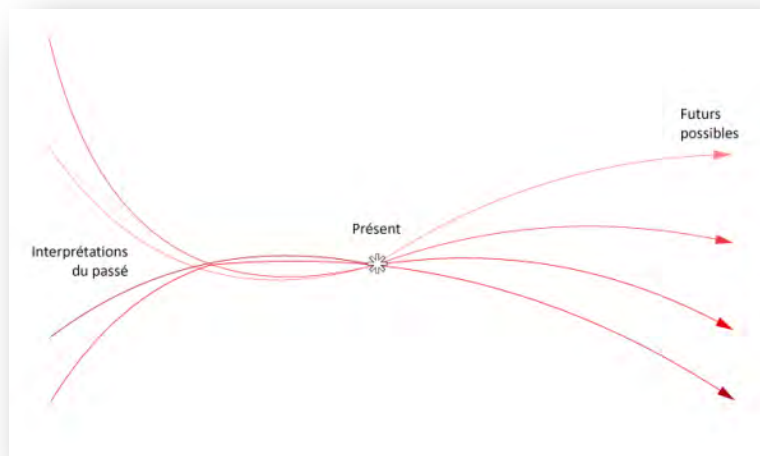 Futurs
possibles
Présent
Interprétations
du passé